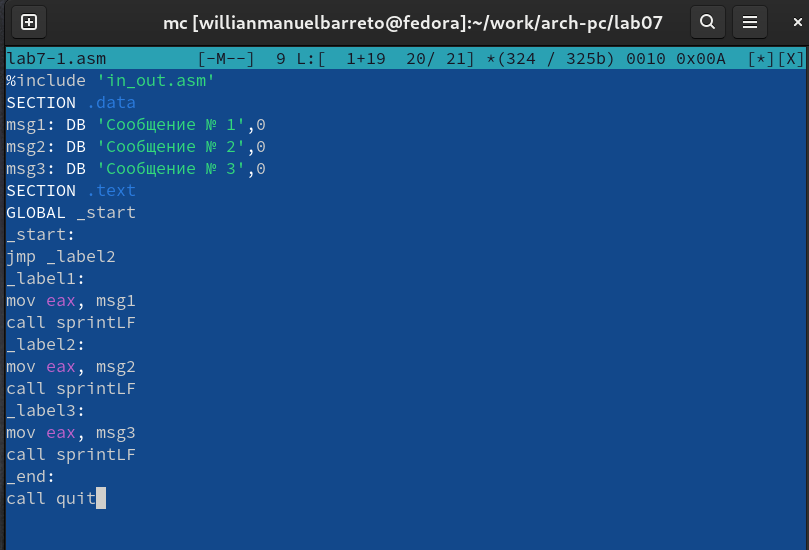 mc [willianmanuelbarreto@fedora]:~/work/arch-pc/lab07
lab7-1.asm [-M--] 9 L:[ 1+19 20/ 21] *(324 / 325b) 0010 0x00A [*][X]
%include 'in_out.asm'
SECTION .data
msg1: DB 'Сообщение № 1',0
msg2: DB 'Сообщение № 2',0
msg3: DB 'Сообщение № 3',0
SECTION .text
GLOBAL _start
_start:
jmp _label2
_label1:
mov eax, msg1
call sprintLF
_label2:
mov eax, msg2
call sprintLF
_label3:
mov eax, msg3
call sprintLF
_end:
call quit